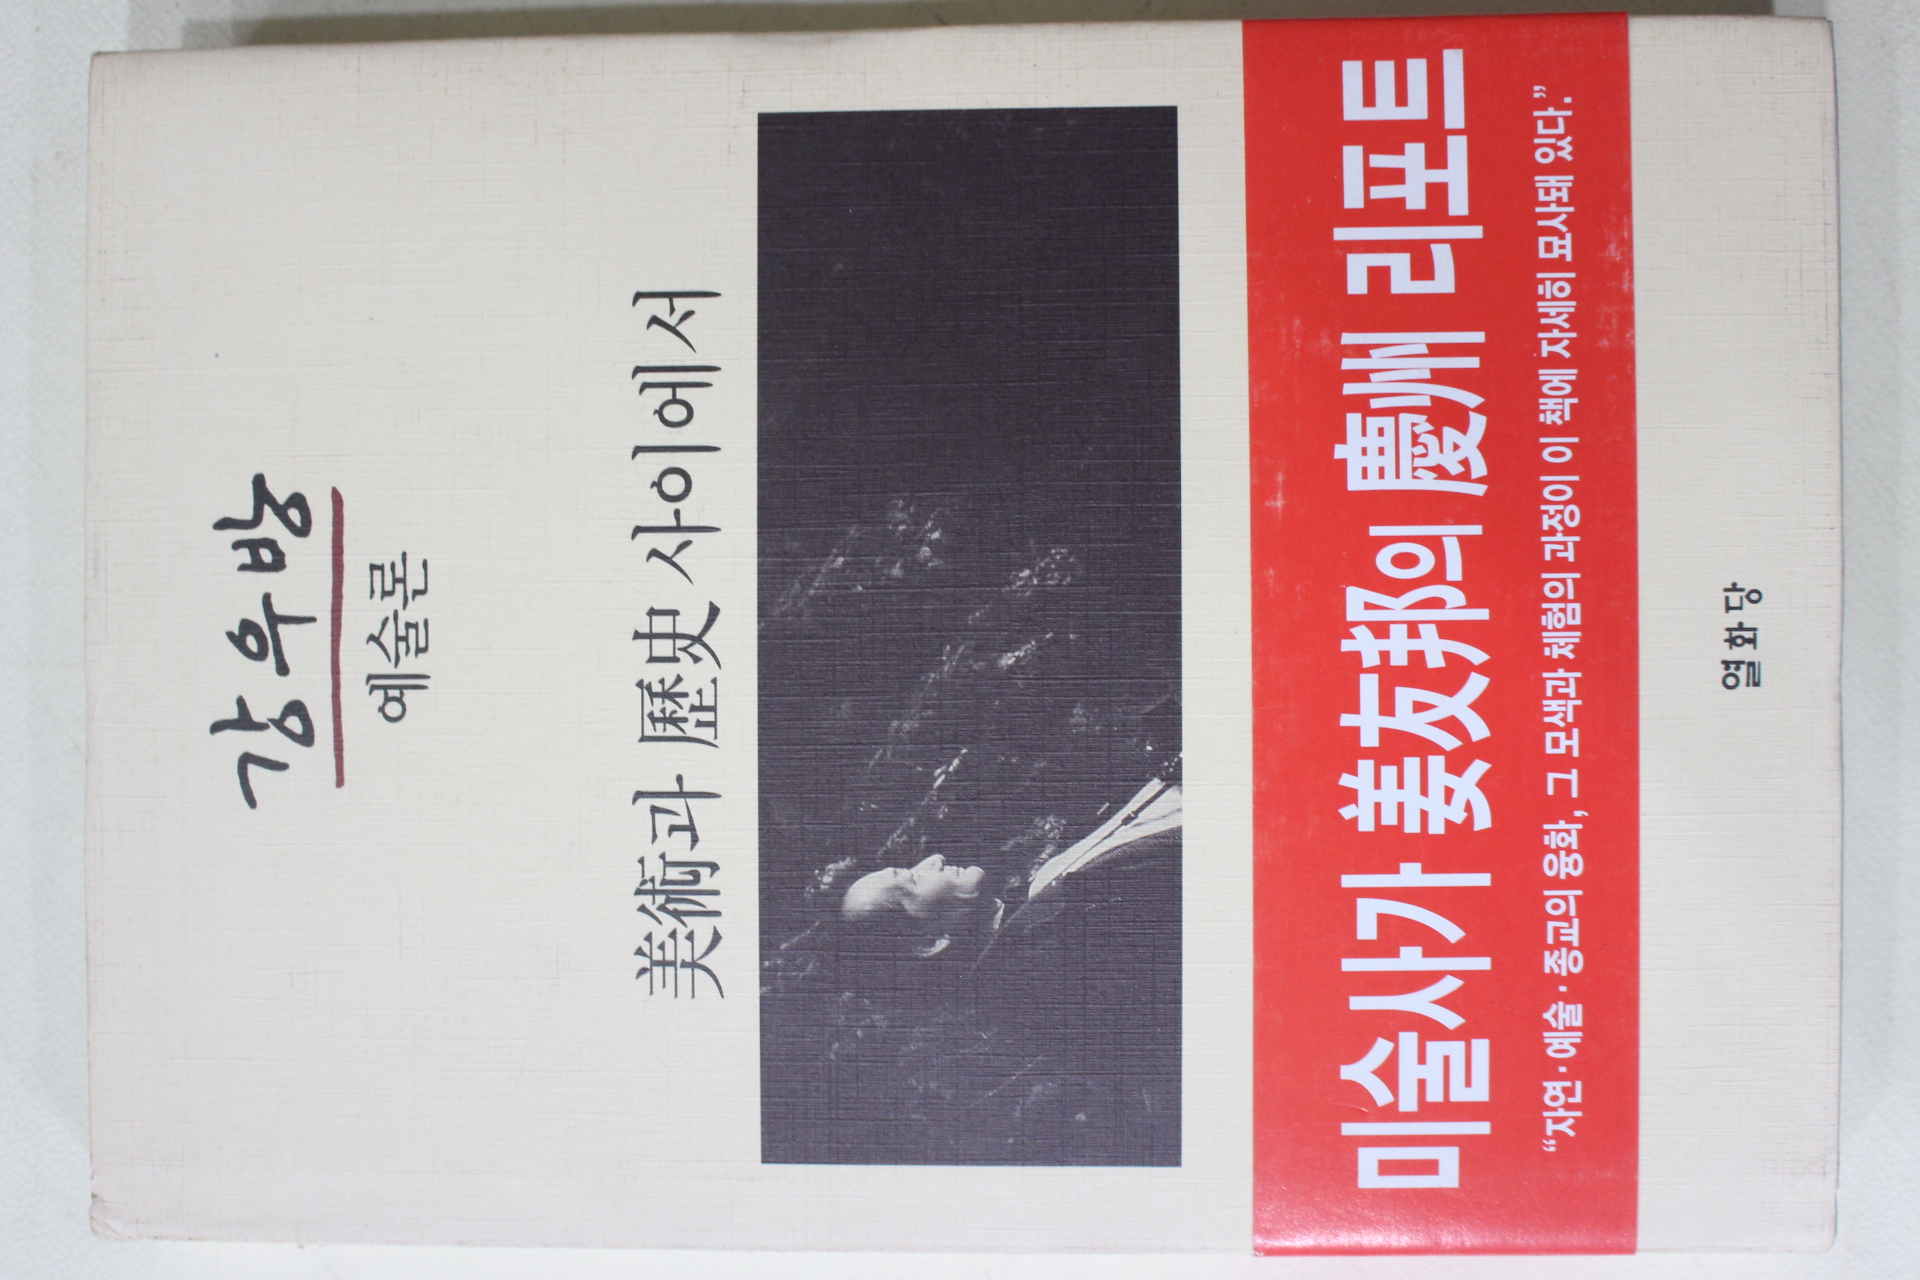 강우방
예술론
美術과 歷史 사이에서
미술사가 姜友邦의 慶州 리포트
“자연·예술·종교의 융화, 그 모색과 체험의 과정이 이 책에 자세히 묘사돼 있다.”
열화당